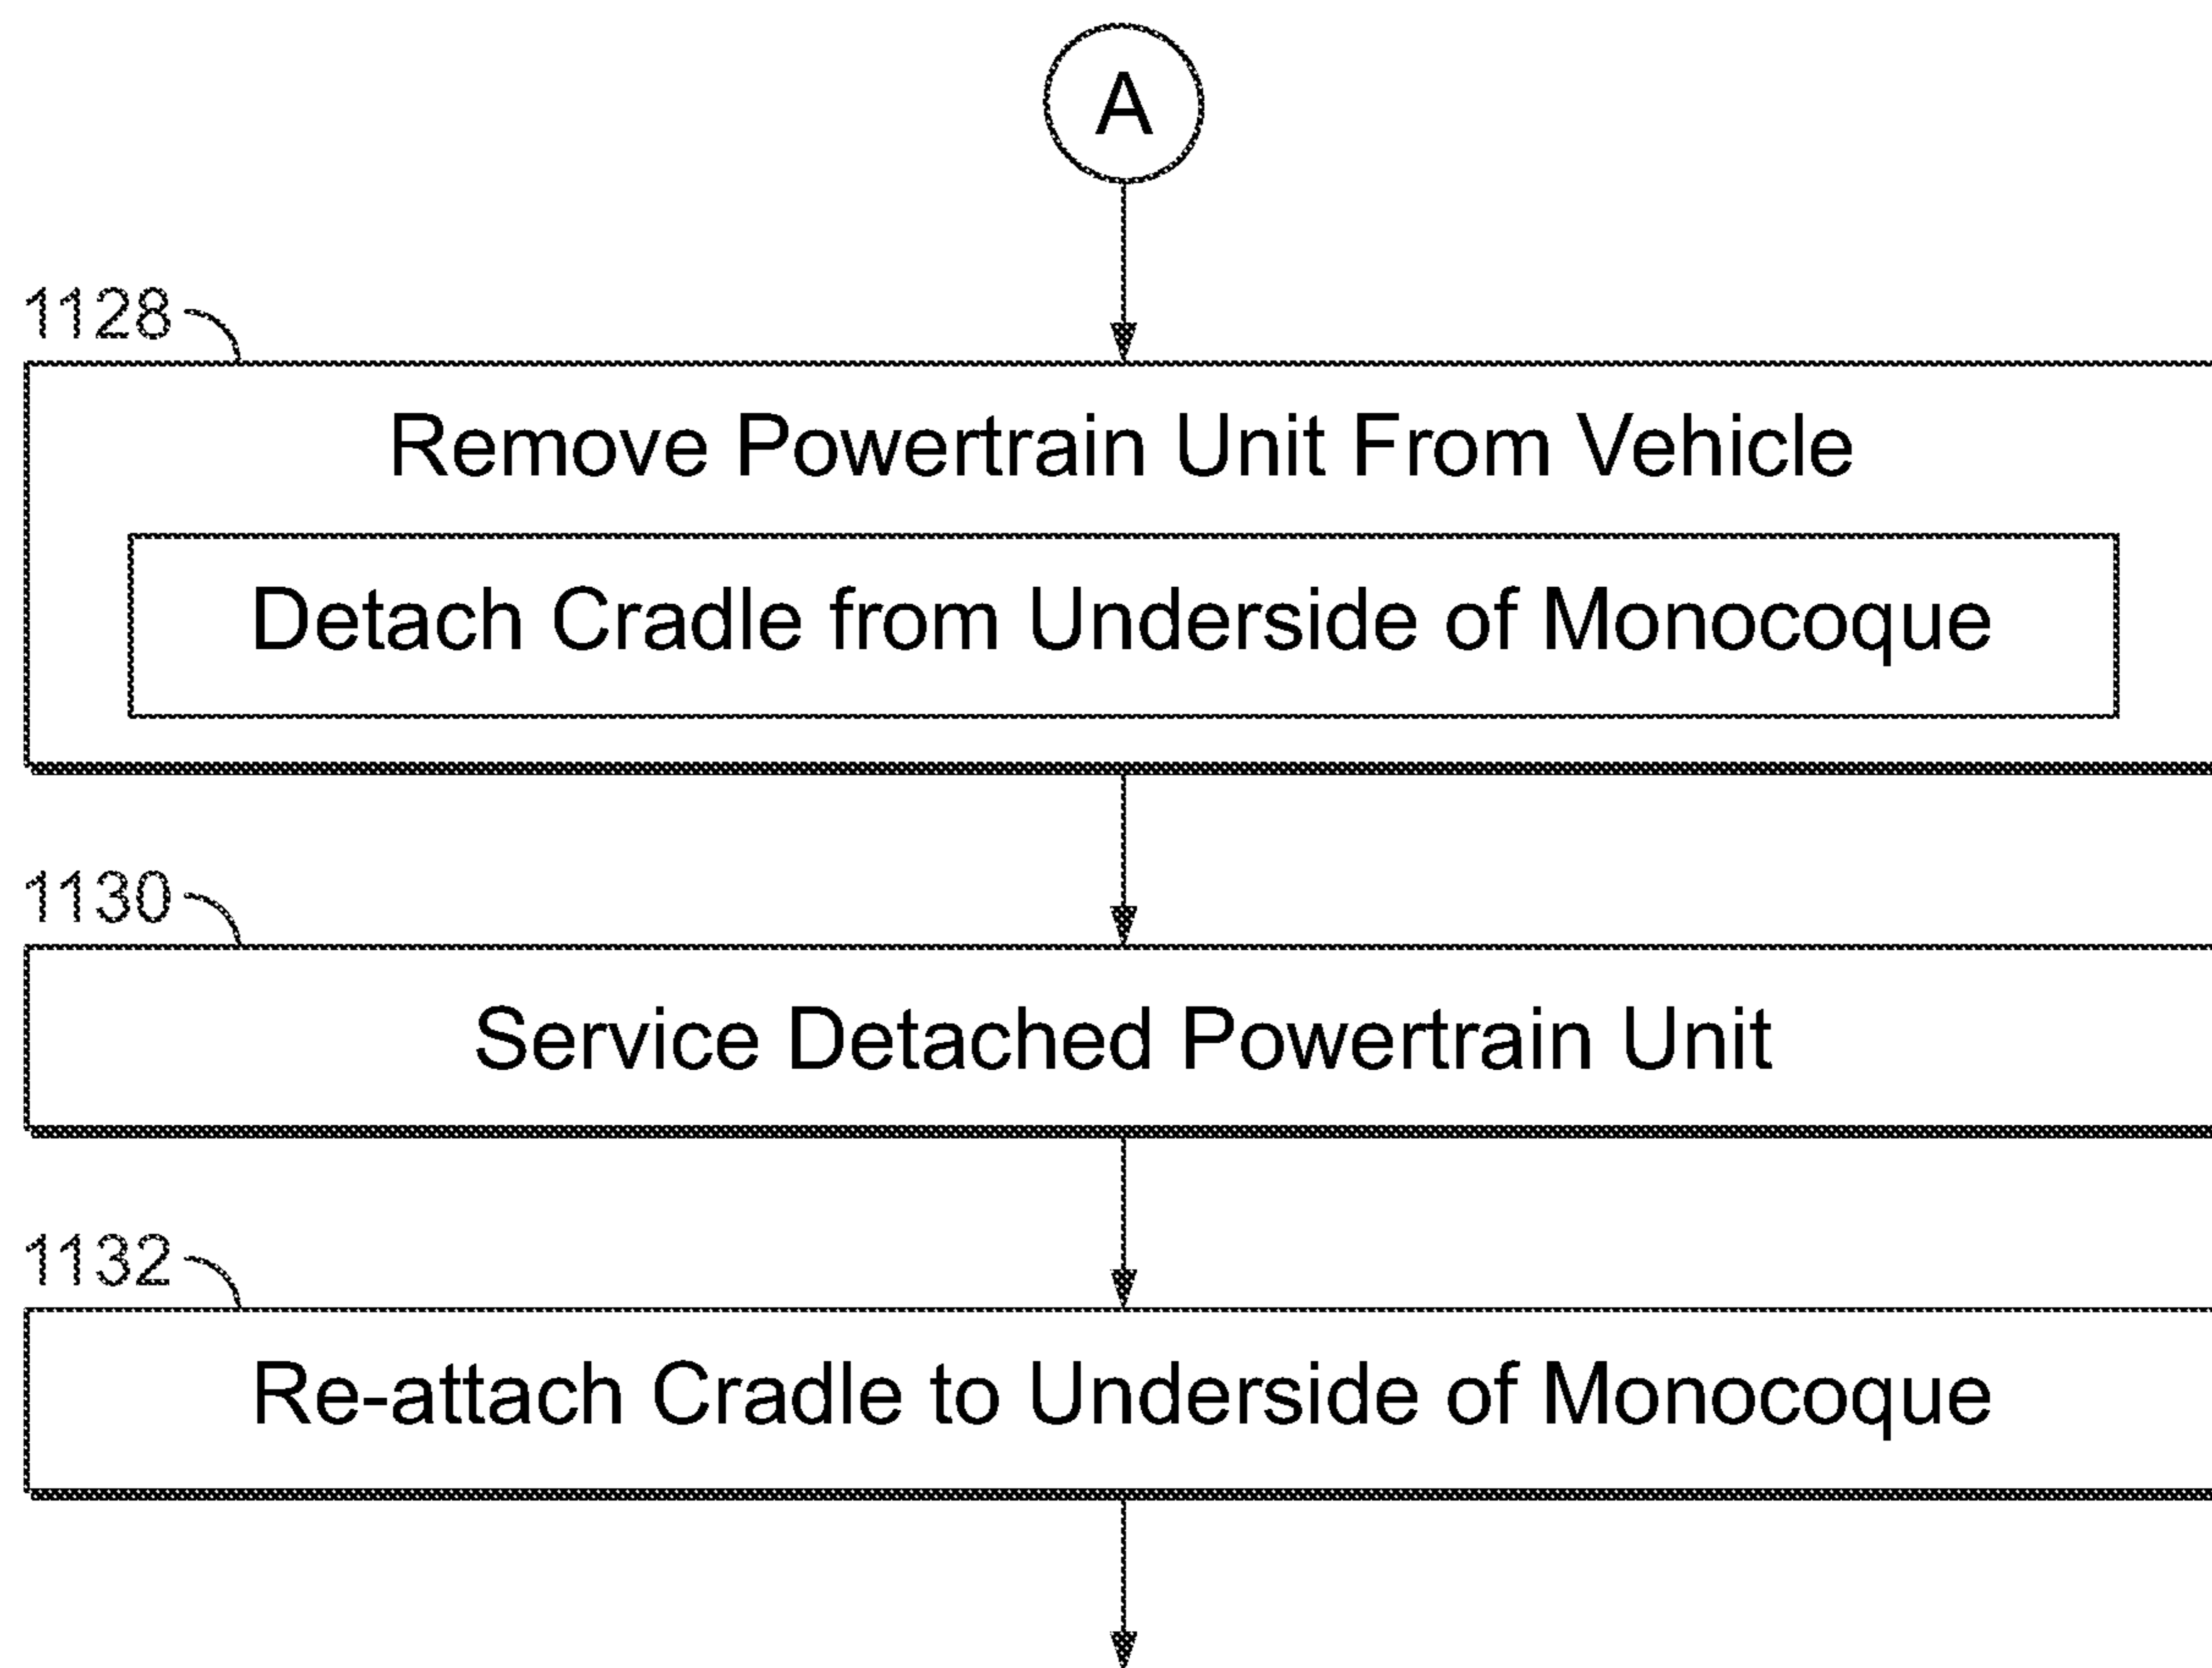 A
1128
Remove Powertrain Unit From Vehicle
Detach Cradle from Underside of Monocoque
1130
Service Detached Powertrain Unit
1132
Re-attach Cradle to Underside of Monocoque